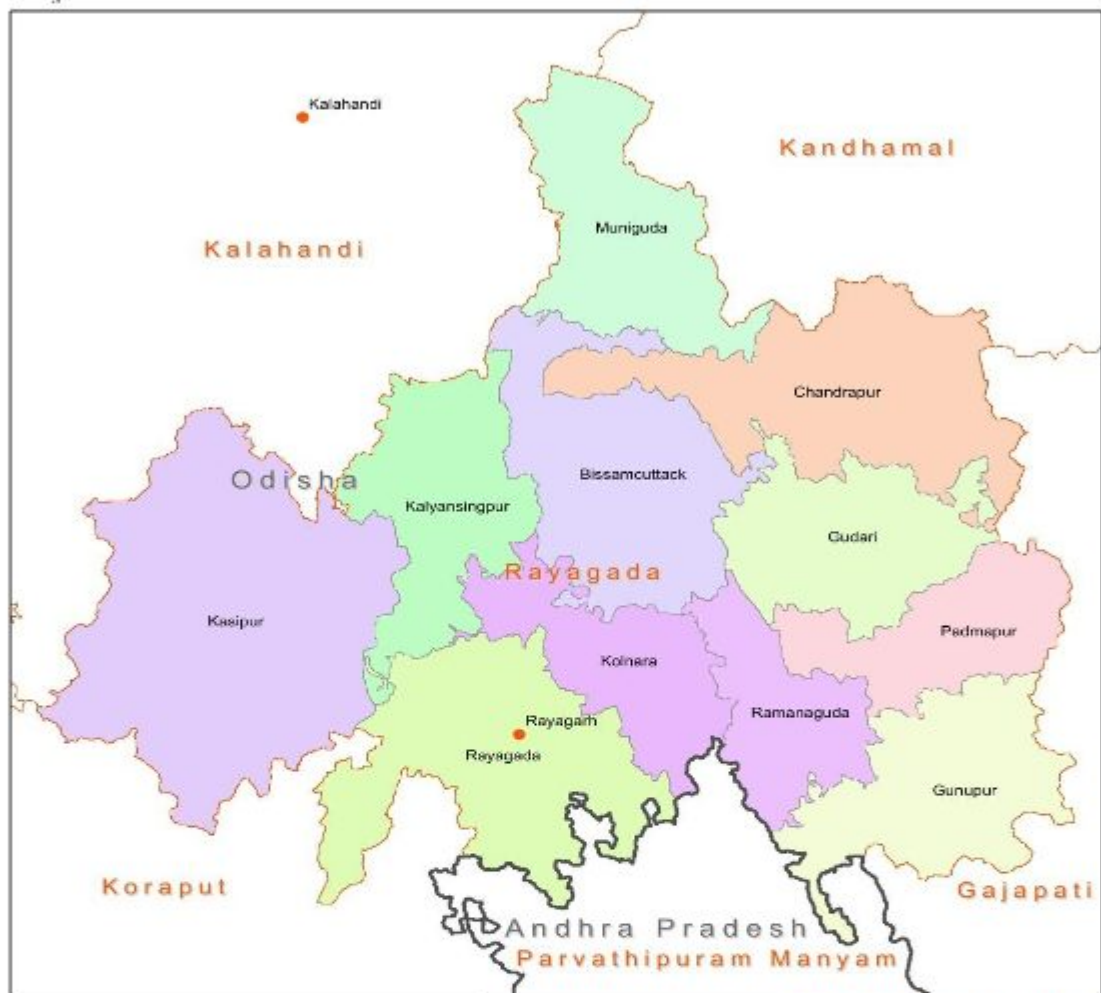 Kalahandi
Kandhamal
Muniguda
Kalahandi
Chandrapur
Bissamcuttack
Odisha
Kalyansingpur
Gudari
Rayagada
Kasipur
Padmapur
Kolnara
Ramanaguda
Rayagarh
Rayagada
Gunupur
Koraput
Gajapati
Andhra Pradesh
Parvathipuram Manyam